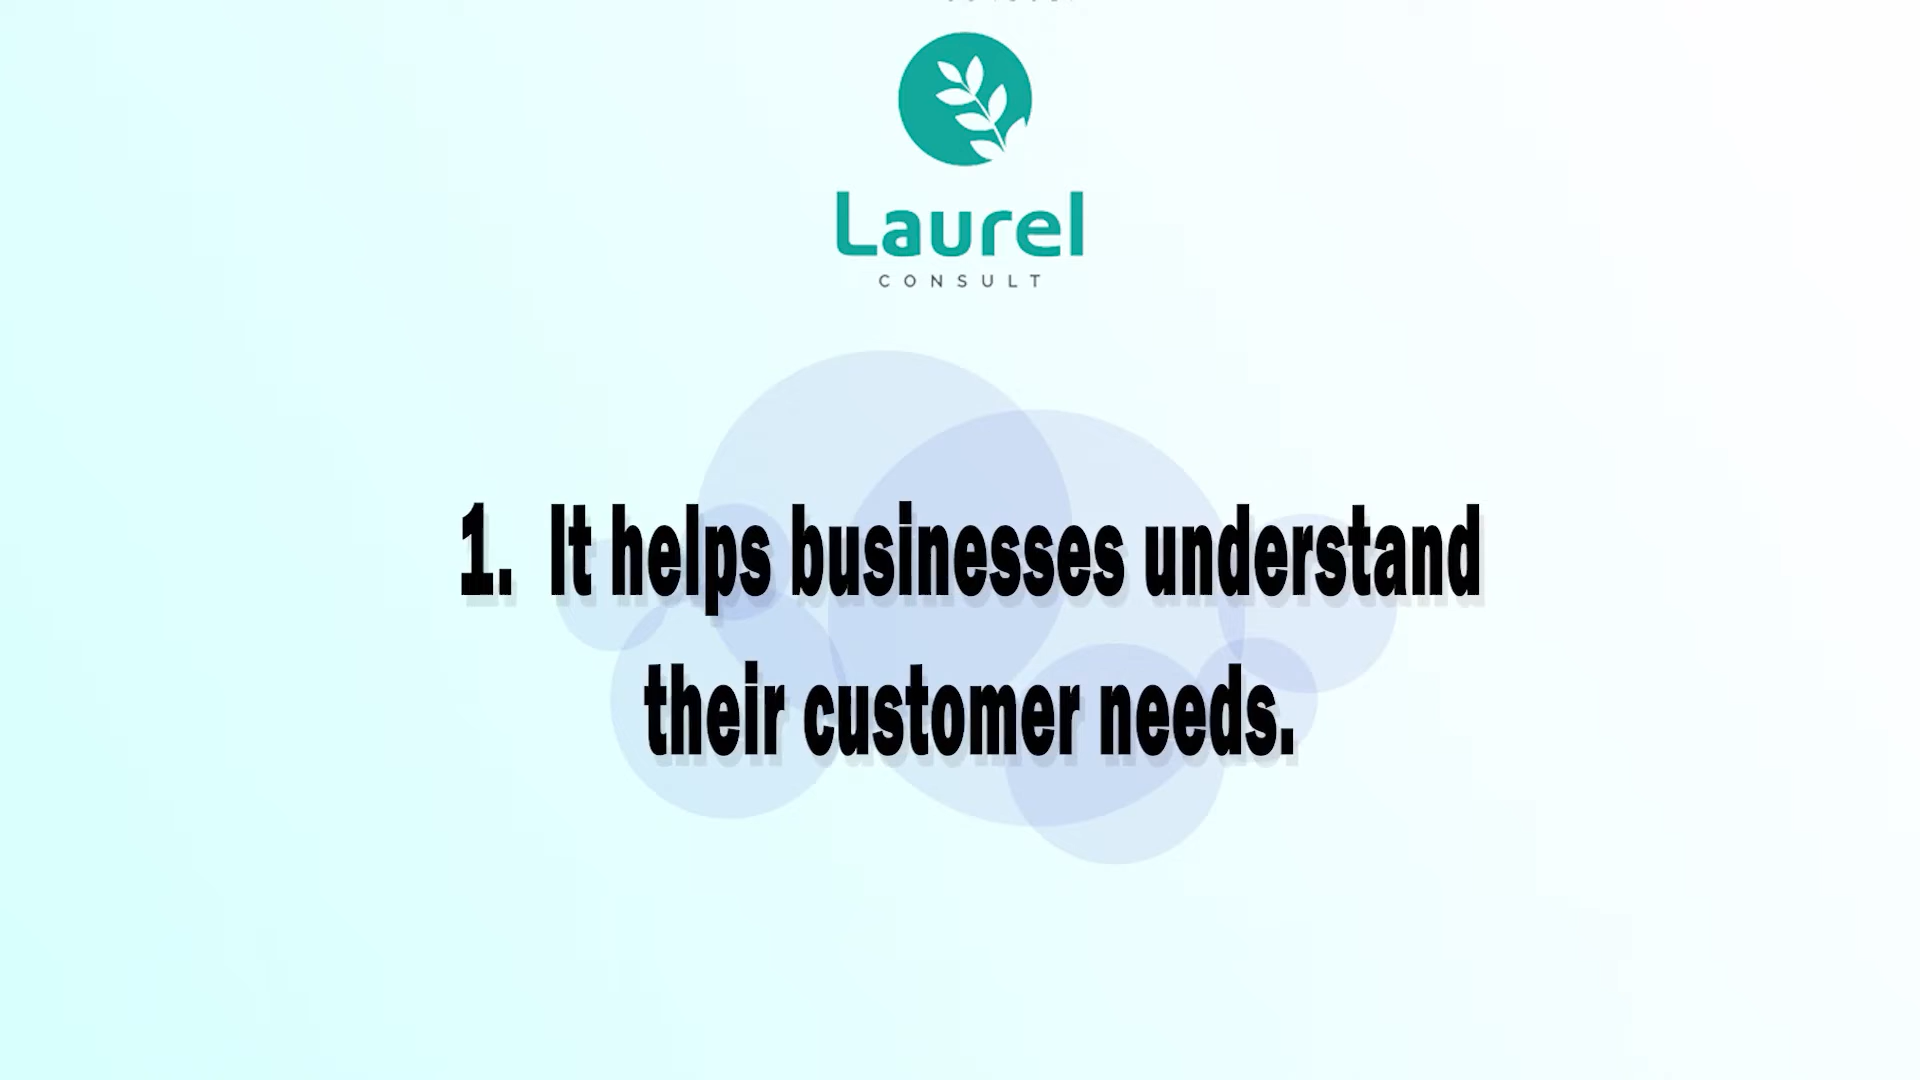 Laurel
CONSULT
1. It helps businesses understand
their customer needs.